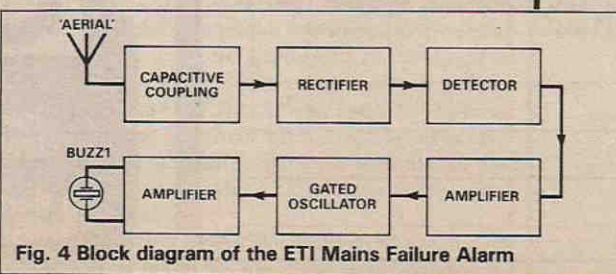 'AERIAL'
CAPACITIVE
COUPLING
RECTIFIER
DETECTOR
BUZZ1
AMPLIFIER
GATED
OSCILLATOR
AMPLIFIER
Fig. 4 Block diagram of the ETI Mains Failure Alarm